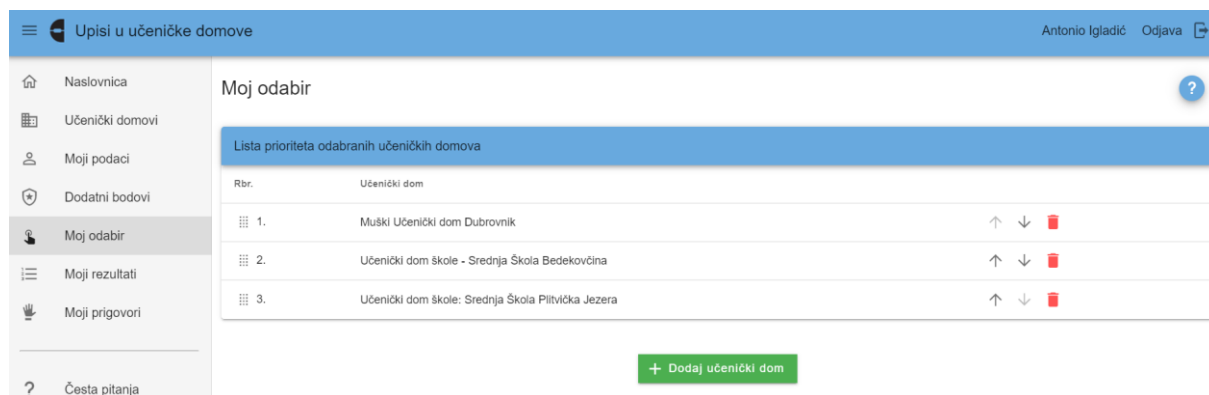 Upisi u učeničke domove
Antonio Igladić Odjava
Naslovnica
Učenički domovi
Moji podaci
Dodatni bodovi
Moj odabir
Moji rezultati
Moji prigovori
? Česta pitanja
Moj odabir
?
Lista prioriteta odabranih učeničkih domova
Rbr. Učenički dom
1. Muški Učenički dom Dubrovnik
2. Učenički dom škole - Srednja Škola Bedekovčina
3. Učenički dom škole: Srednja Škola Plitvička Jezera
+ Dodaj učenički dom